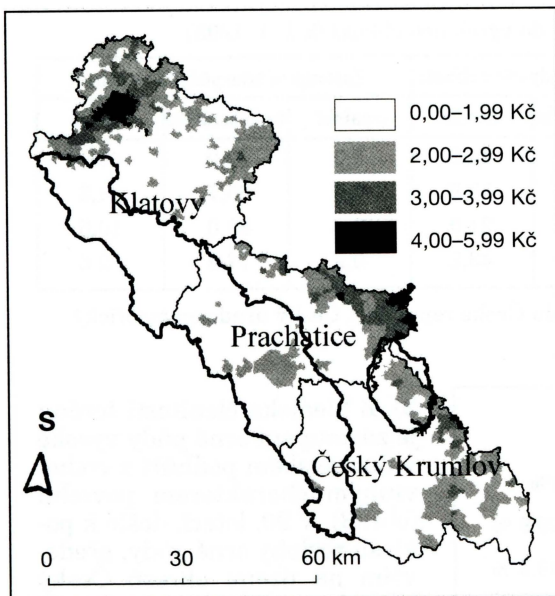 0,00–1,99 Kč
2,00–2,99 Kč
3,00–3,99 Kč
4,00–5,99 Kč
Klatovy
Prachatice
Český Krumlov
S
0 30 60 km